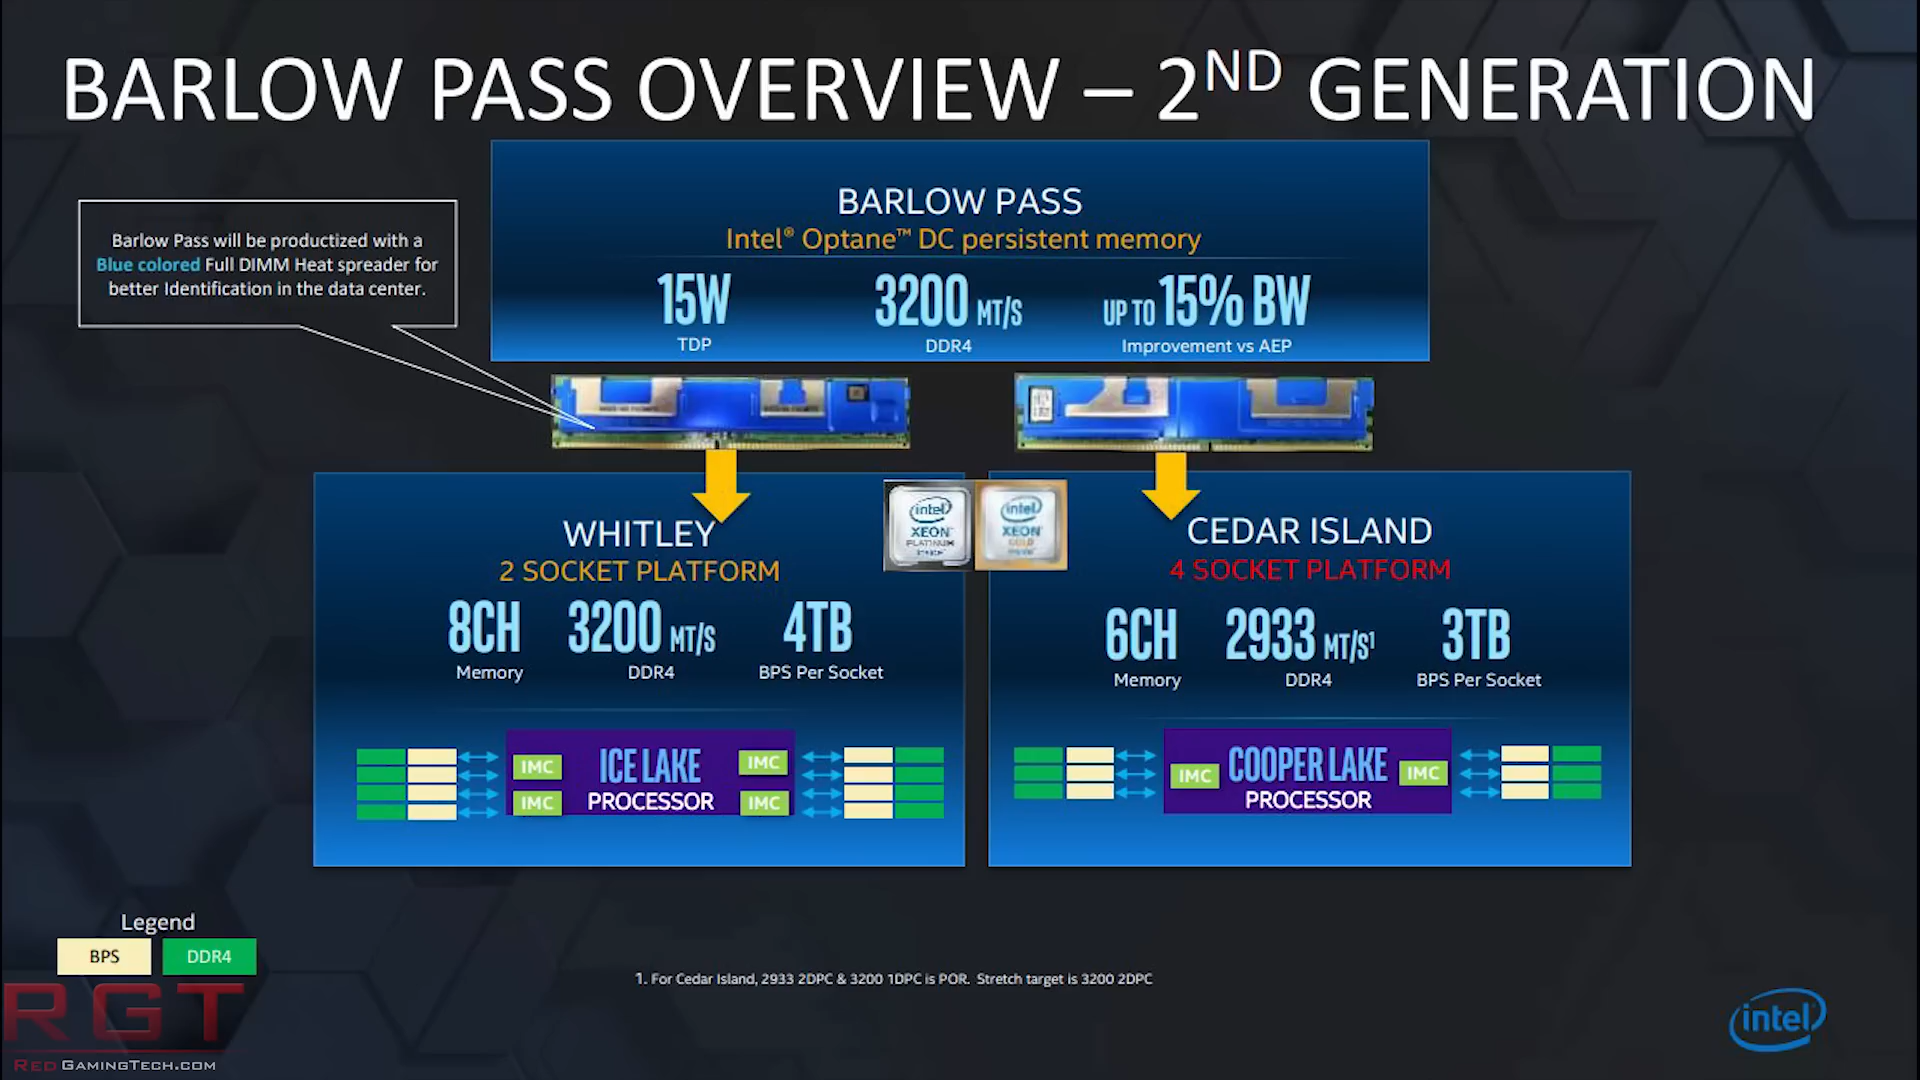 BARLOW PASS OVERVIEW – 2ND GENERATION
Barlow Pass will be productized with a
Blue colored Full DIMM Heat spreader for
better Identification in the data center.
BARLOW PASS
Intel® Optane™ DC persistent memory
15W
TDP
3200 MT/S
DDR4
UP TO 15% BW
Improvement vs AEP
WHITLEY
2 SOCKET PLATFORM
8CH
Memory
3200 MT/S
DDR4
4TB
BPS Per Socket
IMC
IMC
ICE LAKE
PROCESSOR
IMC
IMC
intel
XEON
PLATINUM
inside™
intel
XEON
GOLD
inside™
CEDAR ISLAND
4 SOCKET PLATFORM
6CH
Memory
2933 MT/S¹
DDR4
3TB
BPS Per Socket
IMC
COOPER LAKE
PROCESSOR
IMC
Legend
BPS
DDR4
1. For Cedar Island, 2933 2DPC & 3200 1DPC is POR. Stretch target is 3200 2DPC
RGT
REDGAMINGTECH.COM
intel